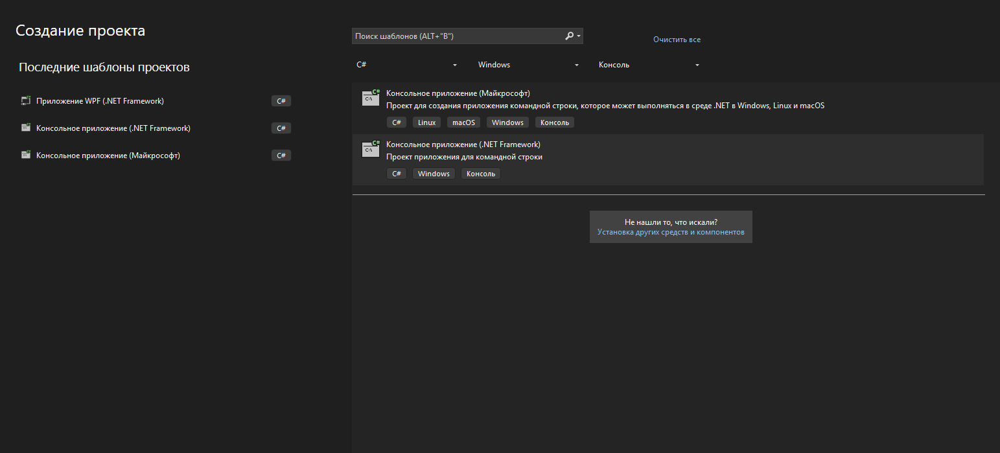 Создание проекта
Последние шаблоны проектов
Приложение WPF (.NET Framework)
C#
Консольное приложение (.NET Framework)
C#
Консольное приложение (Майкрософт)
C#
Поиск шаблонов (ALT+"B")
Очистить все
C#
Windows
Консоль
Консольное приложение (Майкрософт)
Проект для создания приложения командной строки, которое может выполняться в среде .NET в Windows, Linux и macOS
C# Linux macOS Windows Консоль
Консольное приложение (.NET Framework)
Проект приложения для командной строки
C# Windows Консоль
Не нашли то, что искали?
Установка других средств и компонентов